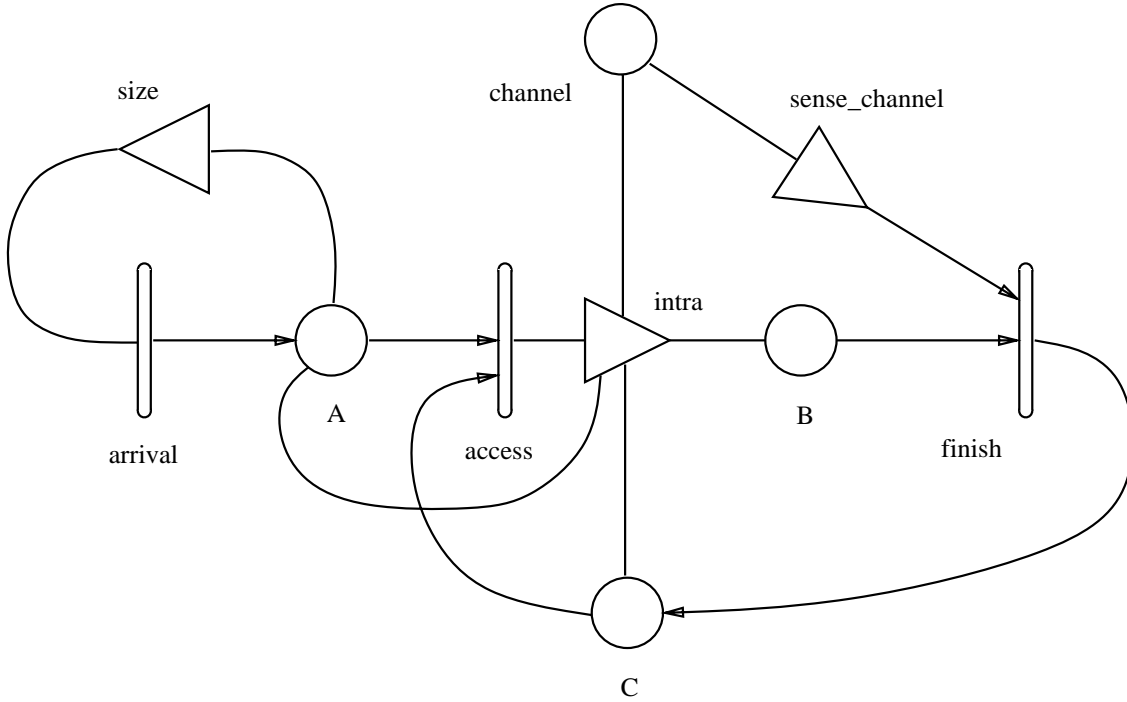 size
channel
sense_channel
intra
A
B
arrival
access
finish
C